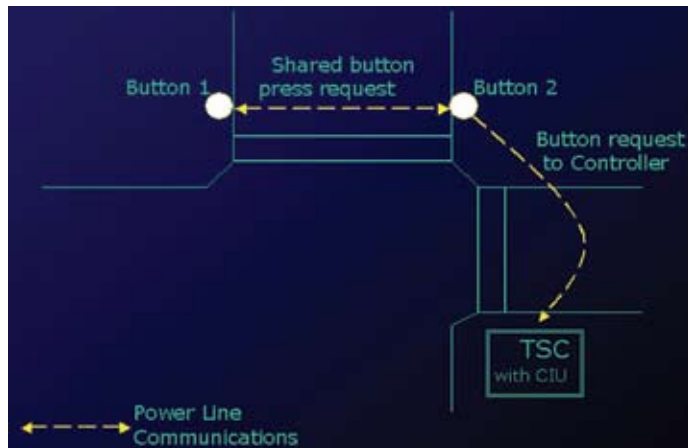 Shared button
press request
Button 1
Button 2
Button request
to Controller
TSC
with CIU
Power Line
Communications